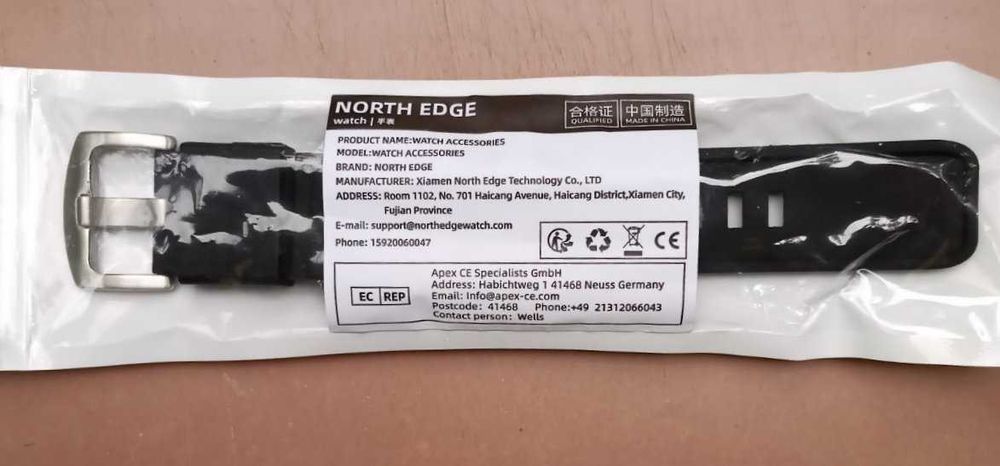 NORTH EDGE
watch | 手表
合格证
QUALIFIED
中国制造
MADE IN CHINA
PRODUCT NAME:WATCH ACCESSORIES
MODEL:WATCH ACCESSORIES
BRAND: NORTH EDGE
MANUFACTURER: Xiamen North Edge Technology Co., LTD
ADDRESS: Room 1102, No. 701 Haicang Avenue, Haicang District,Xiamen City,
Fujian Province
E-mail: support@northedgewatch.com
Phone: 15920060047
CE
EC REP
Apex CE Specialists GmbH
Address: Habichtweg 1 41468 Neuss Germany
Email: Info@apex-ce.com
Postcode: 41468 Phone:+49 21312066043
Contact person: Wells